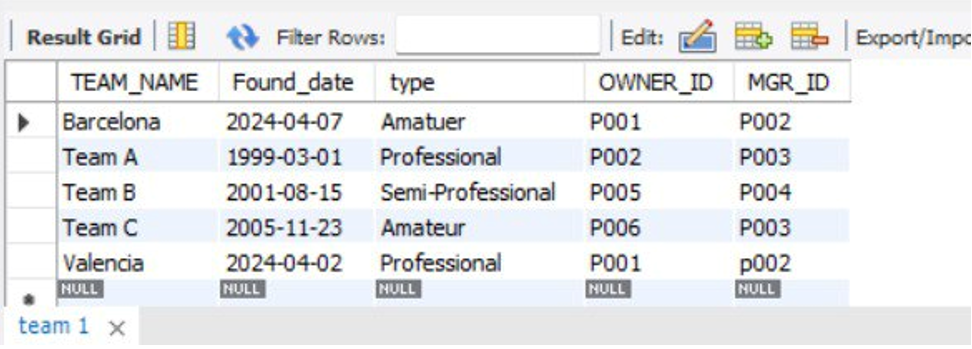 Result Grid Filter Rows: Edit: Export/Impo
TEAM_NAME Found_date type OWNER_ID MGR_ID
Barcelona 2024-04-07 Amatuer P001 P002
Team A 1999-03-01 Professional P002 P003
Team B 2001-08-15 Semi-Professional P005 P004
Team C 2005-11-23 Amateur P006 P003
Valencia 2024-04-02 Professional P001 p002
NULL NULL NULL NULL NULL
team 1